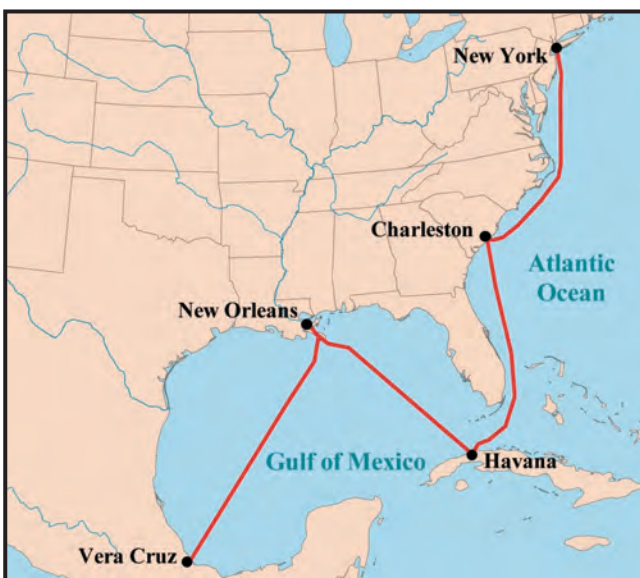 New York
Charleston
Atlantic
Ocean
New Orleans
Gulf of Mexico
Havana
Vera Cruz